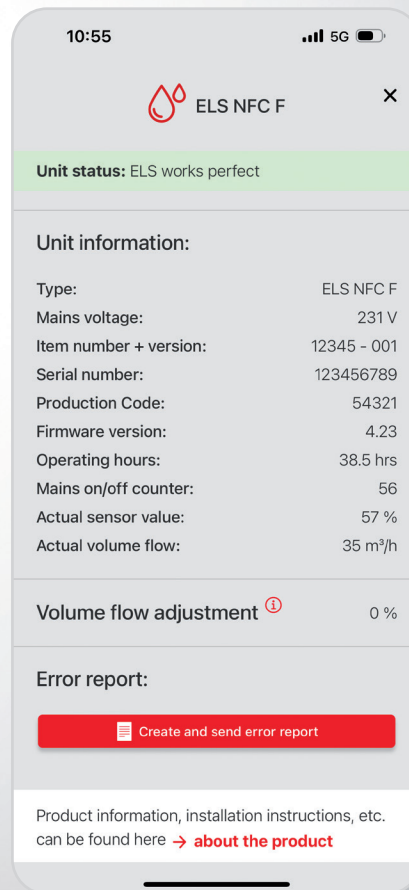 10:55 5G
ELS NFC F ×
Unit status: ELS works perfect
Unit information:
Type: ELS NFC F
Mains voltage: 231 V
Item number + version: 12345 - 001
Serial number: 123456789
Production Code: 54321
Firmware version: 4.23
Operating hours: 38.5 hrs
Mains on/off counter: 56
Actual sensor value: 57 %
Actual volume flow: 35 m³/h
Volume flow adjustment i 0 %
Error report:
Create and send error report
Product information, installation instructions, etc.
can be found here → about the product